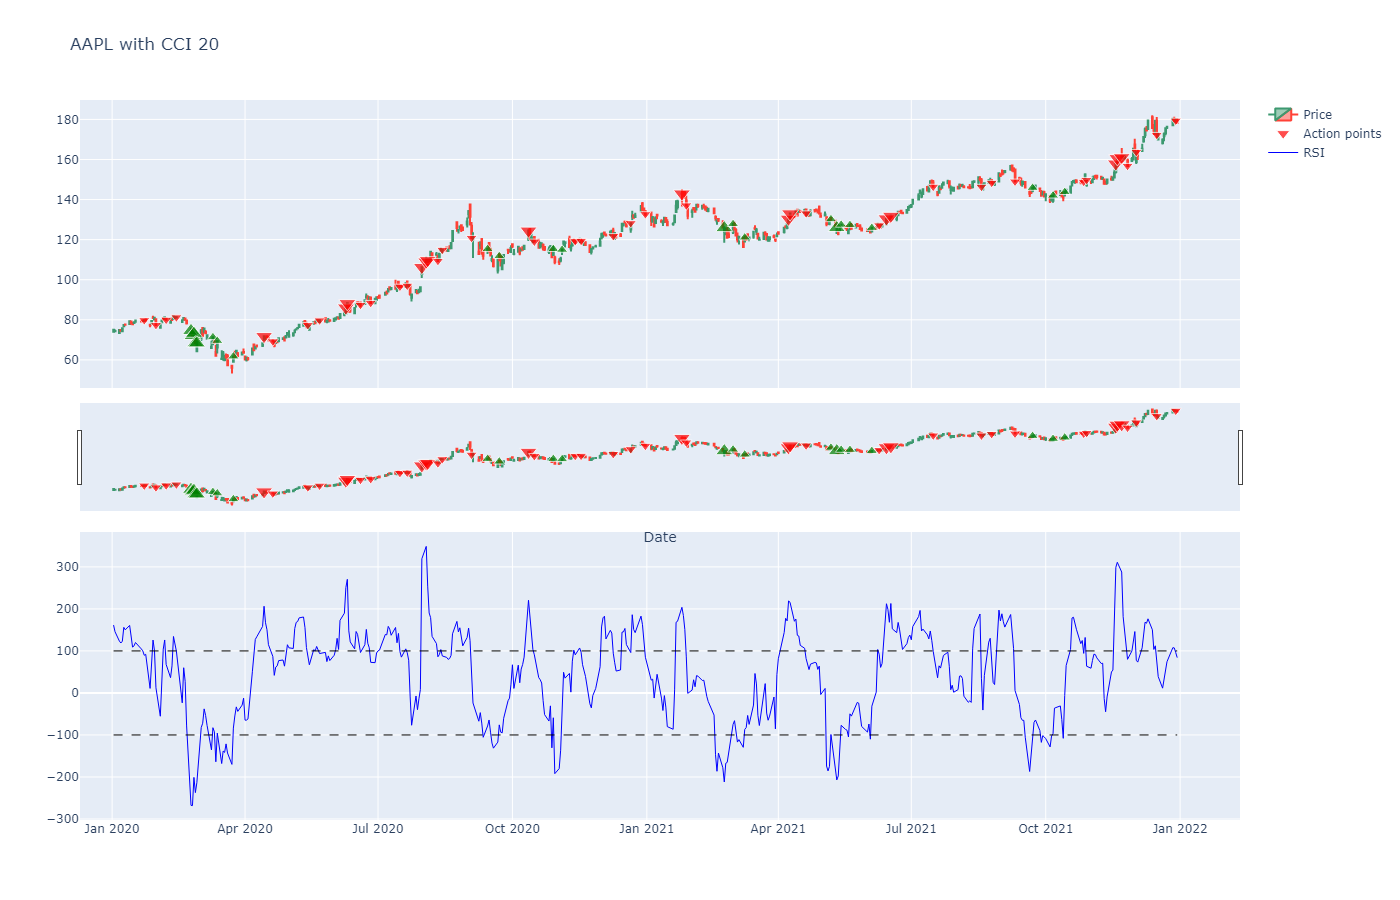 AAPL with CCI 20
180
160
140
120
100
80
60
Jan 2020
Apr 2020
Jul 2020
Oct 2020
Jan 2021
Apr 2021
Jul 2021
Oct 2021
Jan 2022
Date
300
200
100
0
−100
−200
−300
Price
Action points
RSI